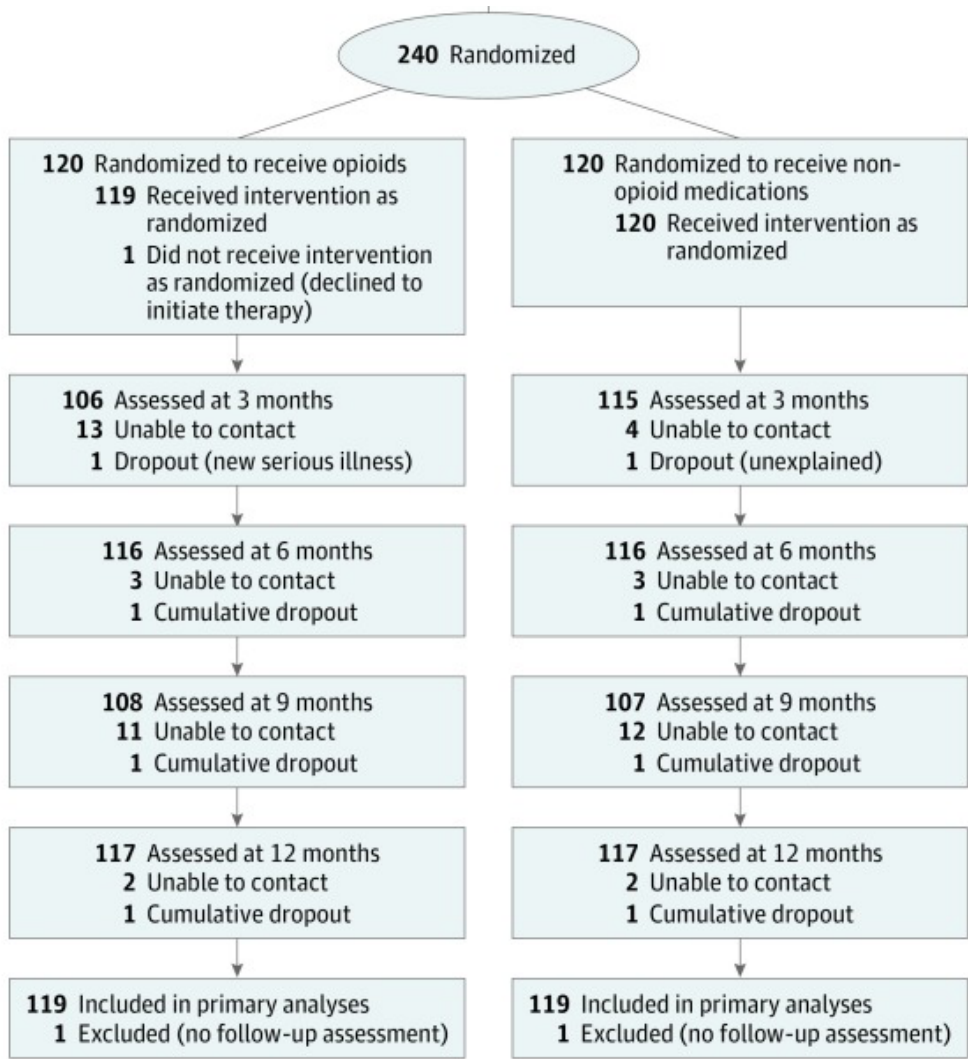 240 Randomized
120 Randomized to receive opioids
119 Received intervention as
randomized
1 Did not receive intervention
as randomized (declined to
initiate therapy)
120 Randomized to receive non-
opioid medications
120 Received intervention as
randomized
106 Assessed at 3 months
13 Unable to contact
1 Dropout (new serious illness)
115 Assessed at 3 months
4 Unable to contact
1 Dropout (unexplained)
116 Assessed at 6 months
3 Unable to contact
1 Cumulative dropout
116 Assessed at 6 months
3 Unable to contact
1 Cumulative dropout
108 Assessed at 9 months
11 Unable to contact
1 Cumulative dropout
107 Assessed at 9 months
12 Unable to contact
1 Cumulative dropout
117 Assessed at 12 months
2 Unable to contact
1 Cumulative dropout
117 Assessed at 12 months
2 Unable to contact
1 Cumulative dropout
119 Included in primary analyses
1 Excluded (no follow-up assessment)
119 Included in primary analyses
1 Excluded (no follow-up assessment)